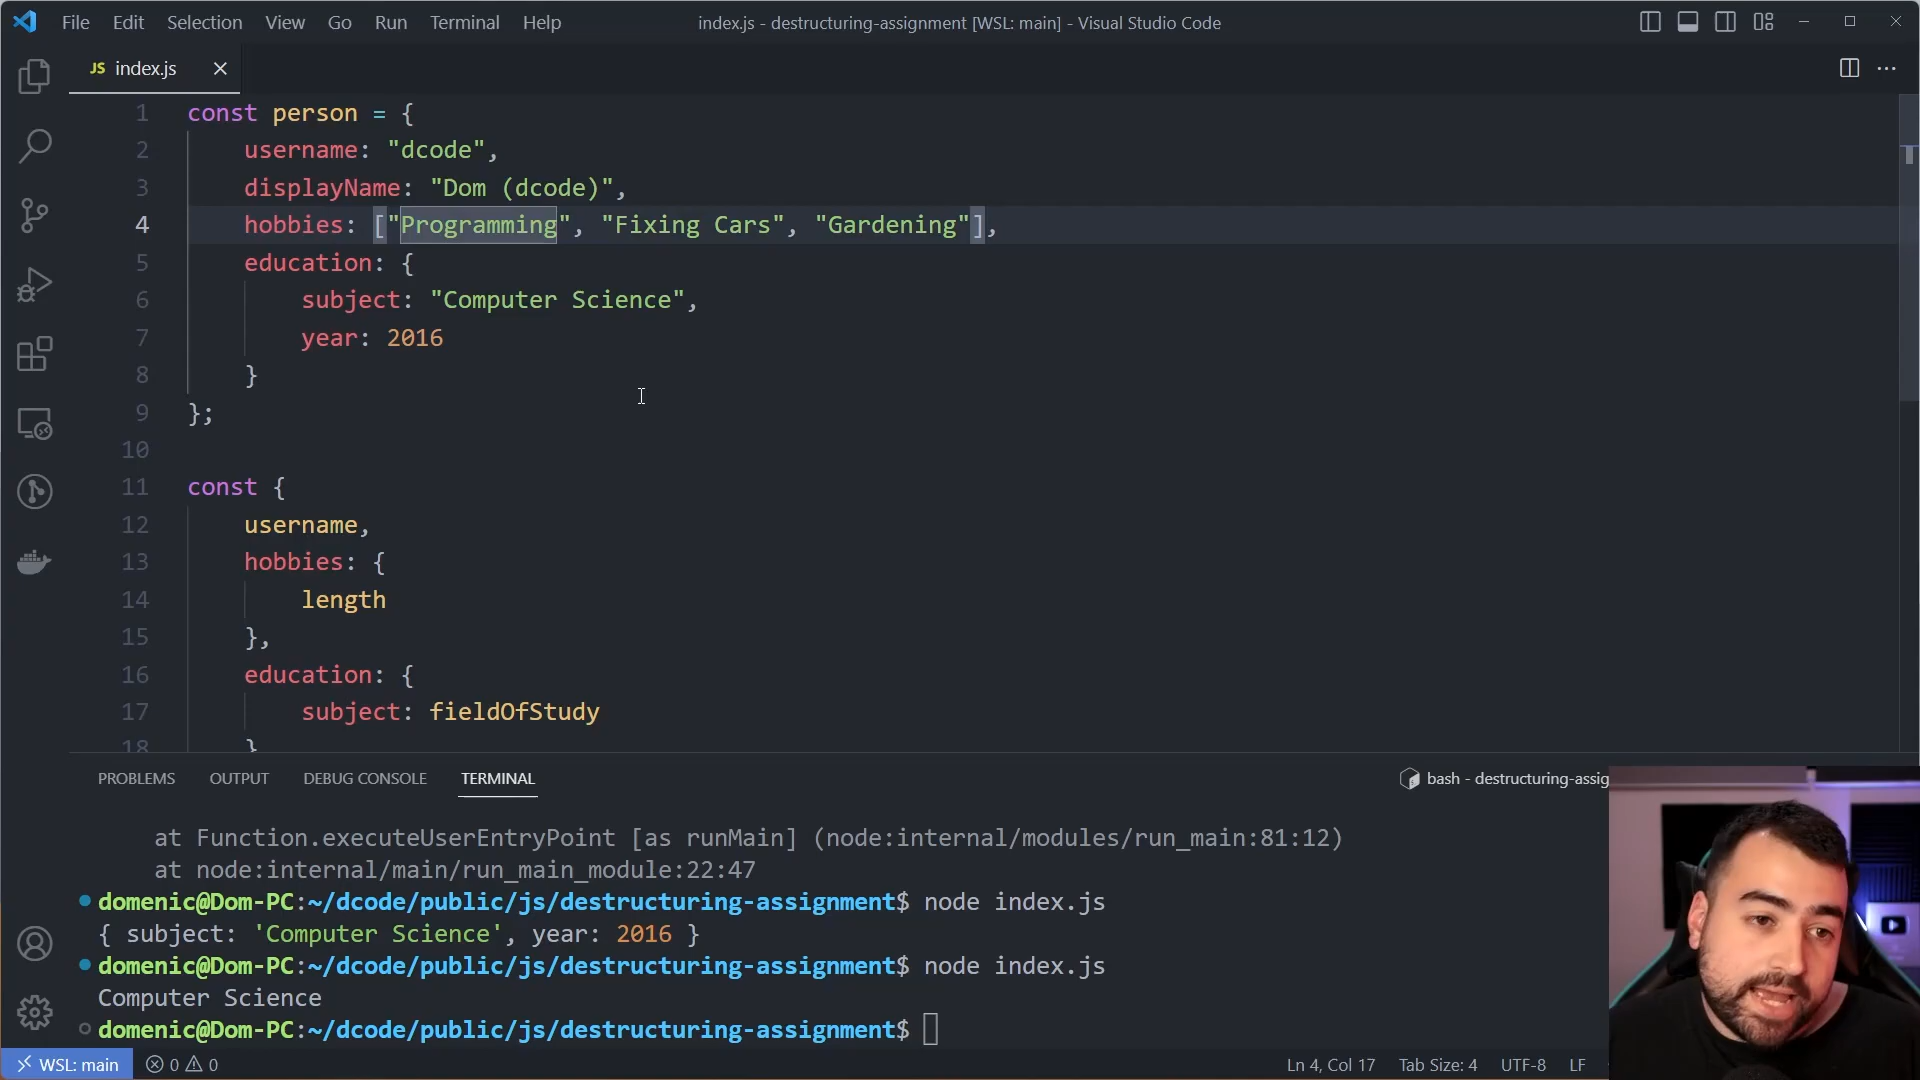 File Edit Selection View Go Run Terminal Help
index.js - destructuring-assignment [WSL: main] - Visual Studio Code
JS index.js
1 const person = {
2 username: "dcode",
3 displayName: "Dom (dcode)",
4 hobbies: ["Programming", "Fixing Cars", "Gardening"],
5 education: {
6 subject: "Computer Science",
7 year: 2016
8 }
9 };
10
11 const {
12 username,
13 hobbies: {
14 length
15 },
16 education: {
17 subject: fieldOfStudy
18 }
PROBLEMS OUTPUT DEBUG CONSOLE TERMINAL
bash - destructuring-assig
at Function.executeUserEntryPoint [as runMain] (node:internal/modules/run_main:81:12)
at node:internal/main/run_main_module:22:47
domenic@Dom-PC:~/dcode/public/js/destructuring-assignment$ node index.js
{ subject: 'Computer Science', year: 2016 }
domenic@Dom-PC:~/dcode/public/js/destructuring-assignment$ node index.js
Computer Science
domenic@Dom-PC:~/dcode/public/js/destructuring-assignment$
WSL: main 0 0
Ln 4, Col 17 Tab Size: 4 UTF-8 LF